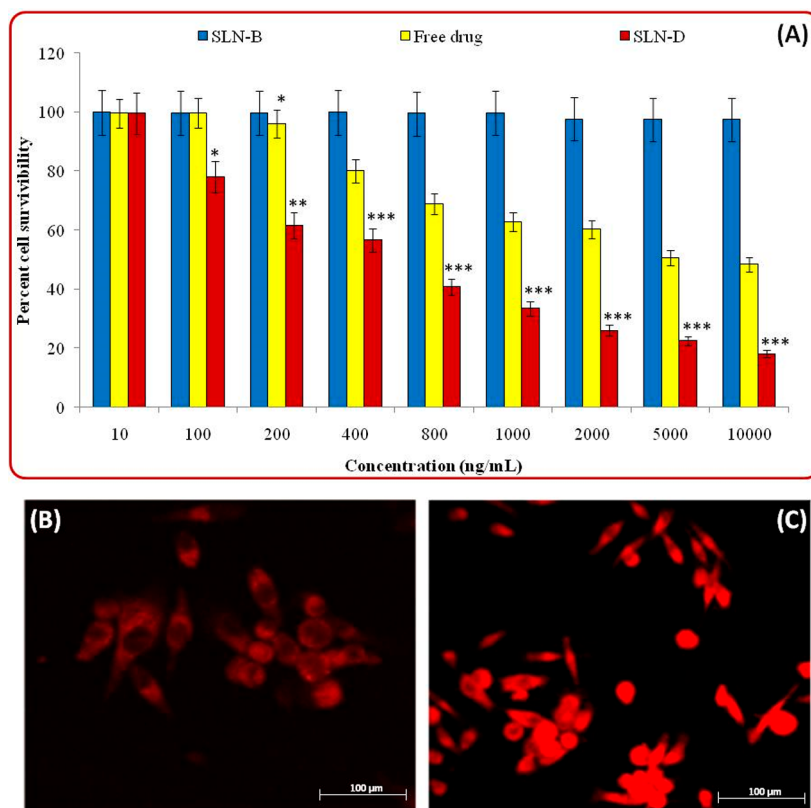 (A)
SLN-B Free drug SLN-D
Percent cell survivibility
120
100
80
60
40
20
0
*
*
**
***
***
***
***
***
***
10 100 200 400 800 1000 2000 5000 10000
Concentration (ng/mL)
(B)
100 µm
(C)
100 µm